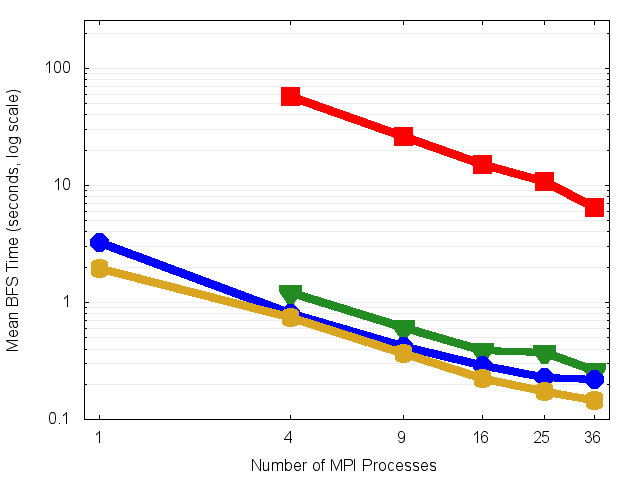 Mean BFS Time (seconds, log scale)
100
10
1
0.1
1 4 9 16 25 36
Number of MPI Processes